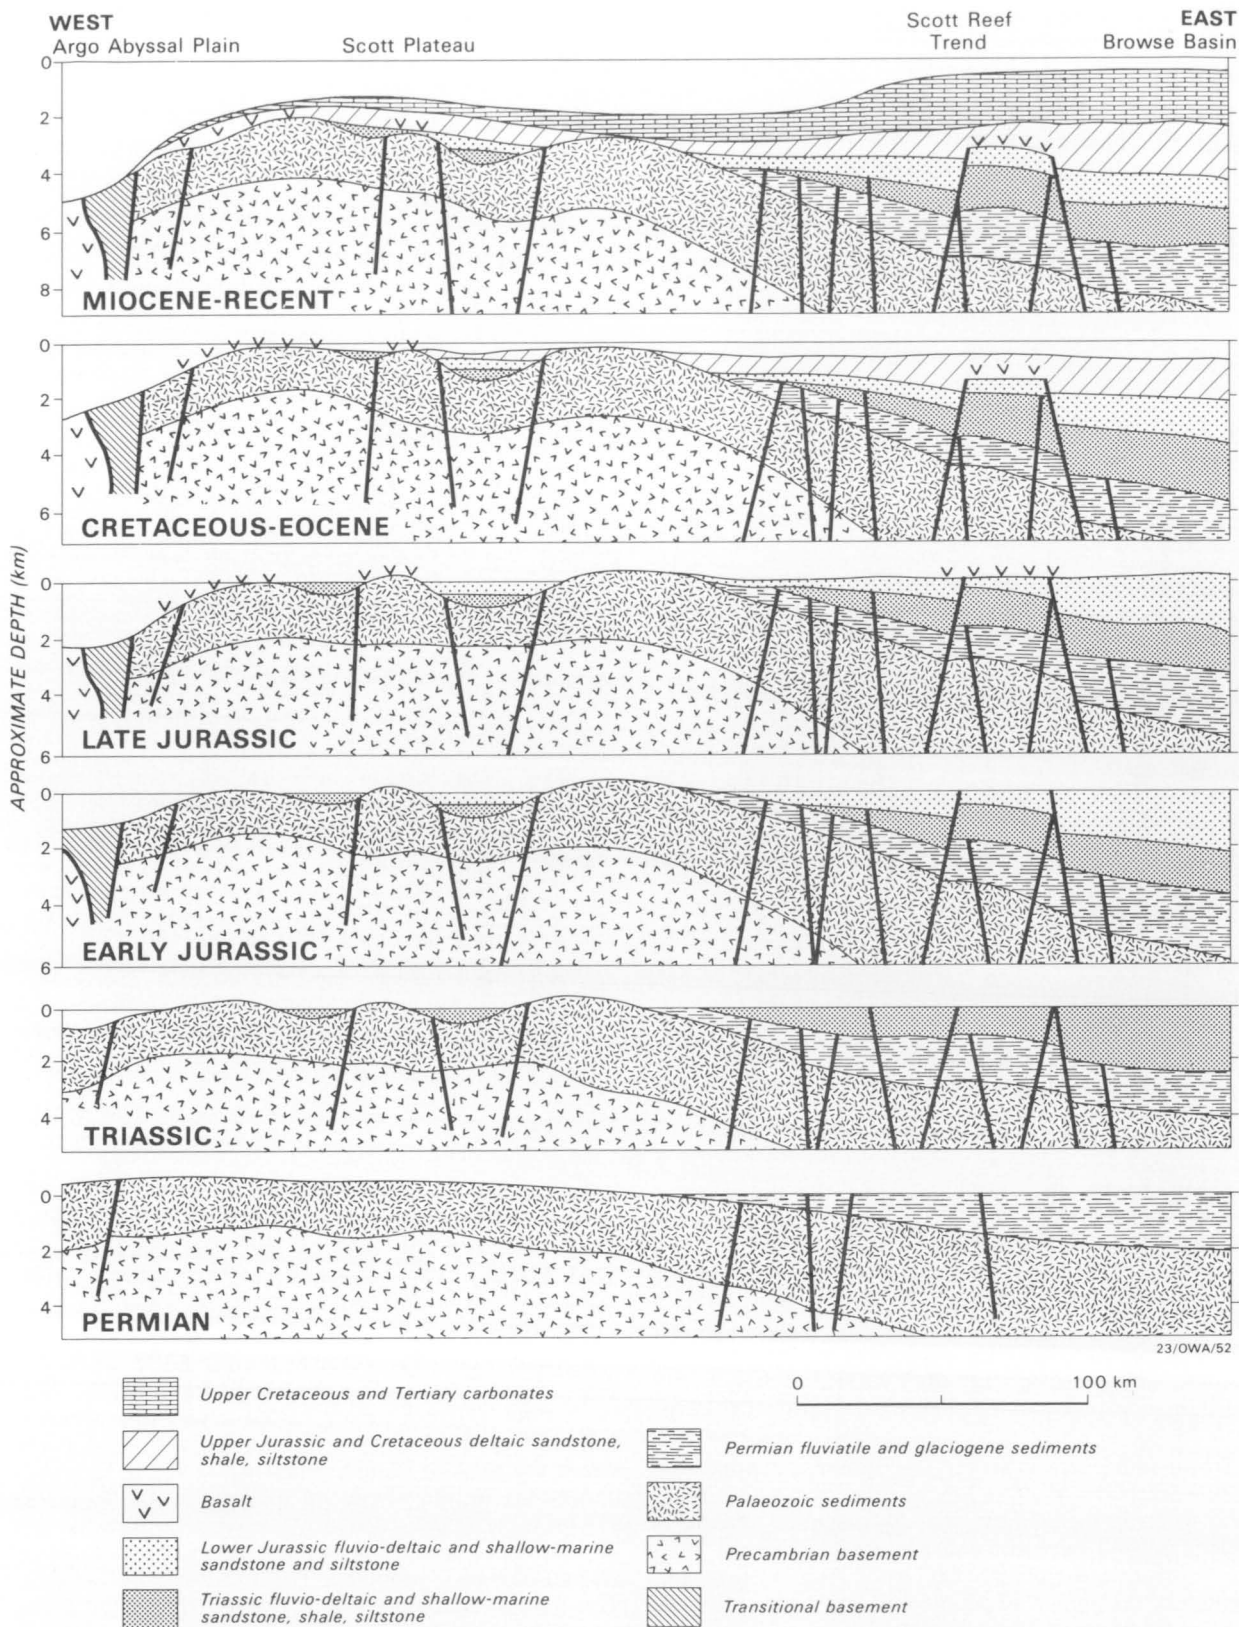 WEST
Argo Abyssal Plain
Scott Plateau
Scott Reef
Trend
EAST
Browse Basin
0
2
4
6
8
MIOCENE-RECENT
0
2
4
6
CRETACEOUS-EOCENE
APPROXIMATE DEPTH (km)
0
2
4
6
LATE JURASSIC
0
2
4
6
EARLY JURASSIC
0
2
4
TRIASSIC
0
2
4
PERMIAN
23/OWA/52
0 100 km
Upper Cretaceous and Tertiary carbonates
Upper Jurassic and Cretaceous deltaic sandstone,
shale, siltstone
Basalt
Lower Jurassic fluvio-deltaic and shallow-marine
sandstone and siltstone
Triassic fluvio-deltaic and shallow-marine
sandstone, shale, siltstone
Permian fluviatile and glaciogene sediments
Palaeozoic sediments
Precambrian basement
Transitional basement